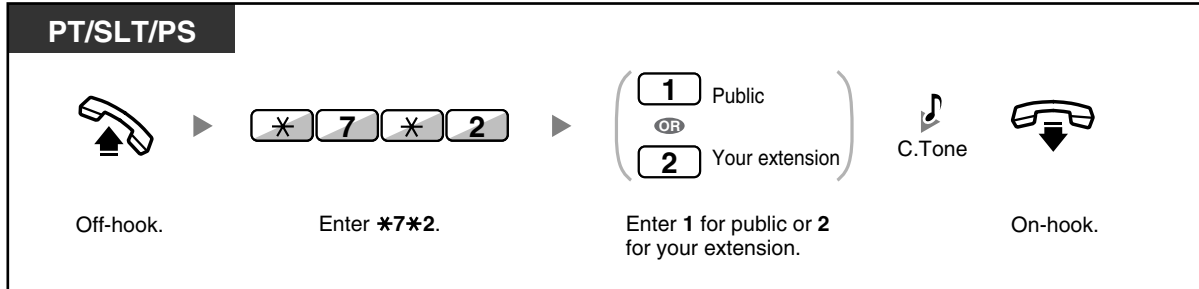 PT/SLT/PS
1 Public
OR
2 Your extension
* 7 * 2
C.Tone
Off-hook.
Enter *7*2.
Enter 1 for public or 2
for your extension.
On-hook.